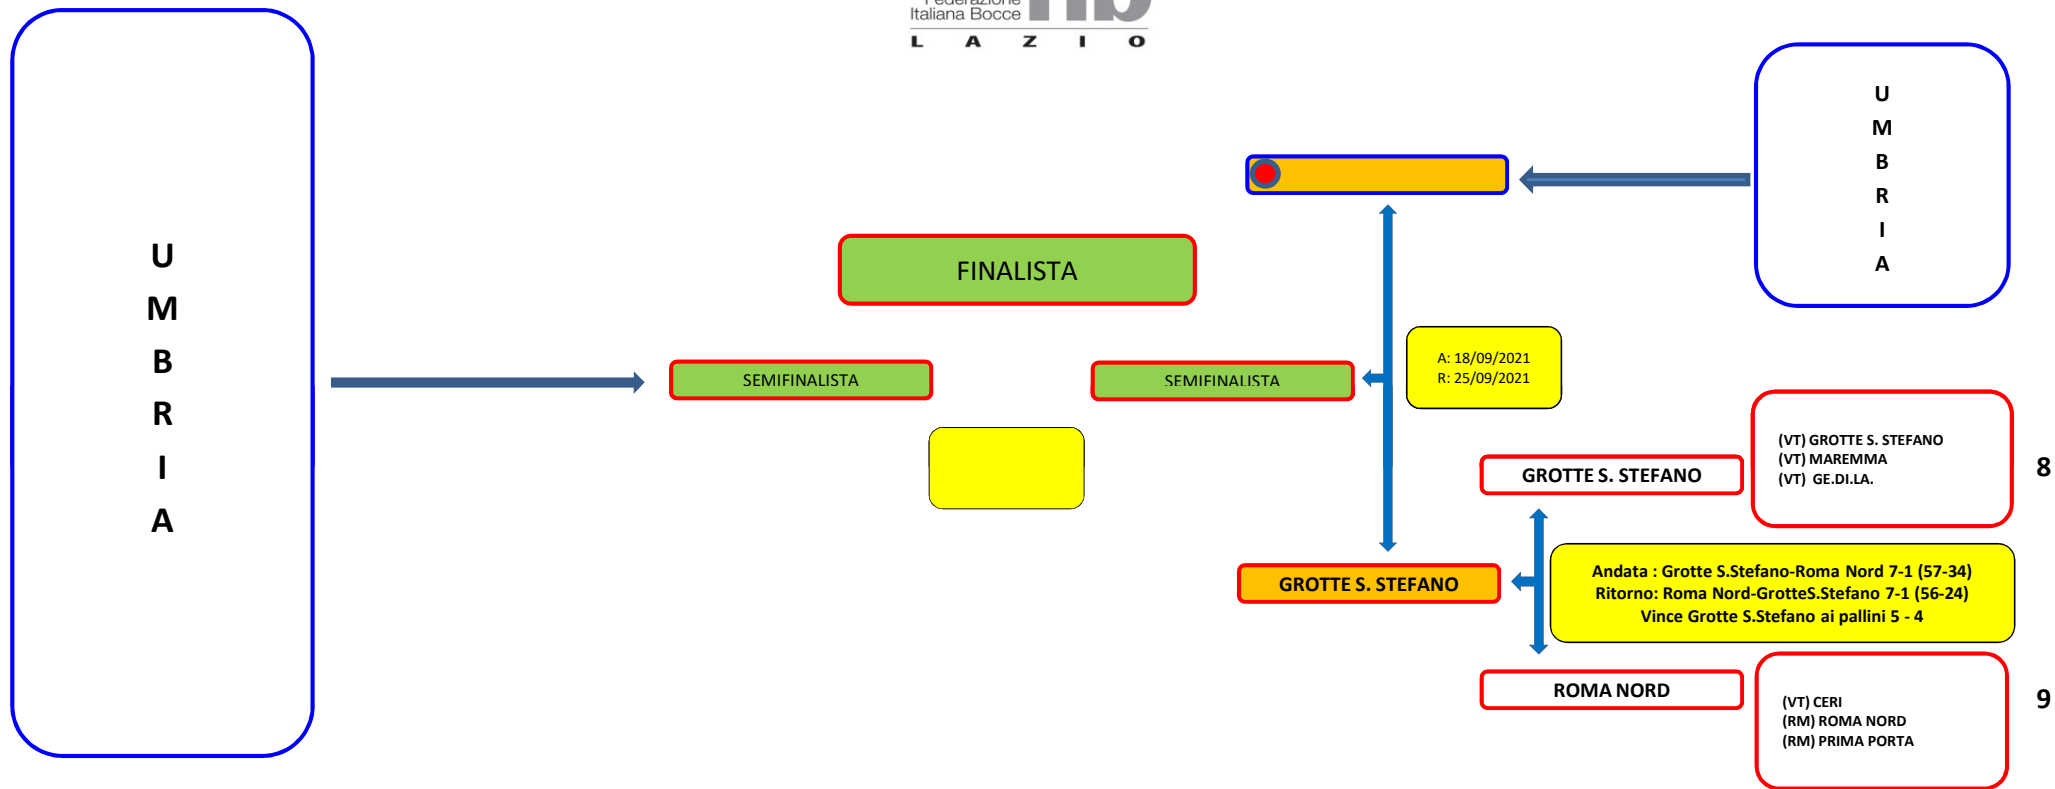 Federazione
Italiana Bocce
fib
LAZIO
U
M
B
R
I
A
U
M
B
R
I
A
FINALISTA
SEMIFINALISTA
SEMIFINALISTA
A: 18/09/2021
R: 25/09/2021
GROTTE S. STEFANO
(VT) GROTTE S. STEFANO
(VT) MAREMMA
(VT) GE.DI.LA.
8
GROTTE S. STEFANO
Andata : Grotte S.Stefano-Roma Nord 7-1 (57-34)
Ritorno: Roma Nord-GrotteS.Stefano 7-1 (56-24)
Vince Grotte S.Stefano ai pallini 5 - 4
ROMA NORD
(VT) CERI
(RM) ROMA NORD
(RM) PRIMA PORTA
9